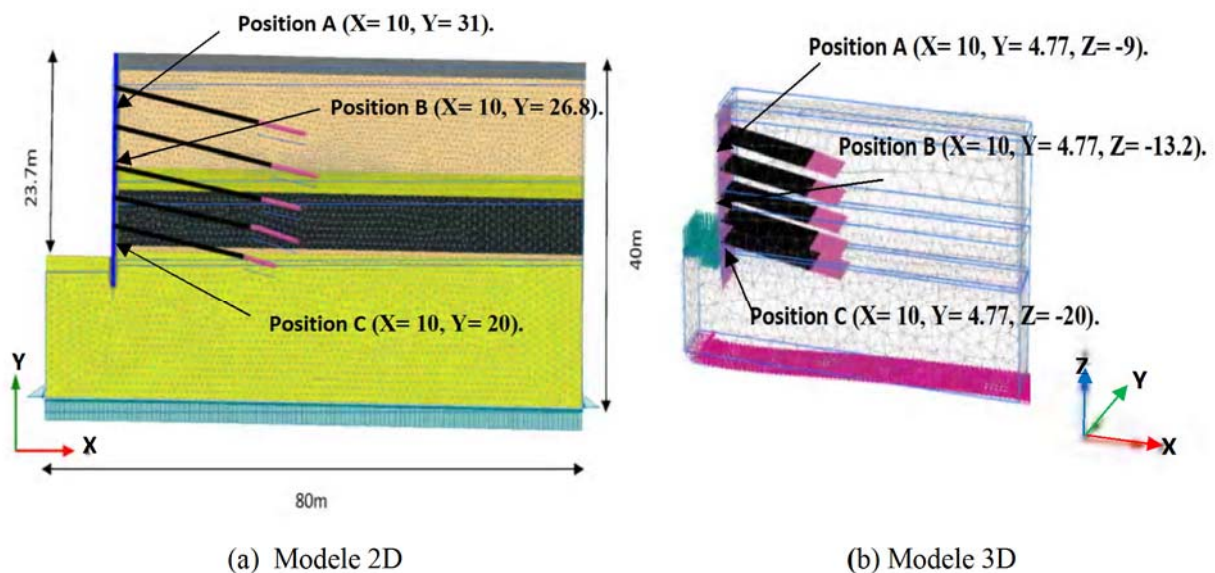 Position A (X= 10, Y= 31).
Position B (X= 10, Y= 26.8).
Position C (X= 10, Y= 20).
23.7m
40m
Y
X
80m
(a) Modele 2D
Position A (X= 10, Y= 4.77, Z= -9).
Position B (X= 10, Y= 4.77, Z= -13.2).
Position C (X= 10, Y= 4.77, Z= -20).
Z
Y
X
(b) Modele 3D